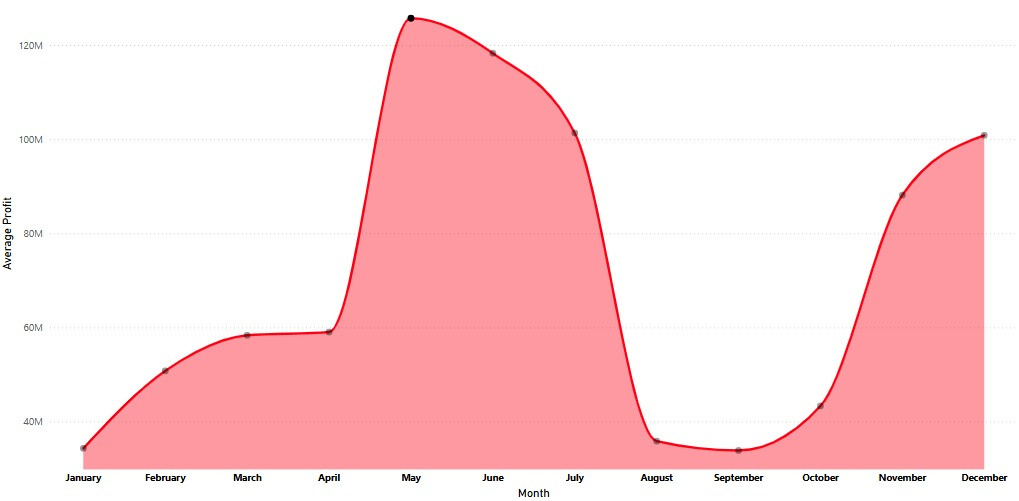 120M
100M
80M
60M
40M
Average Profit
January February March April May June July August September October November December
Month